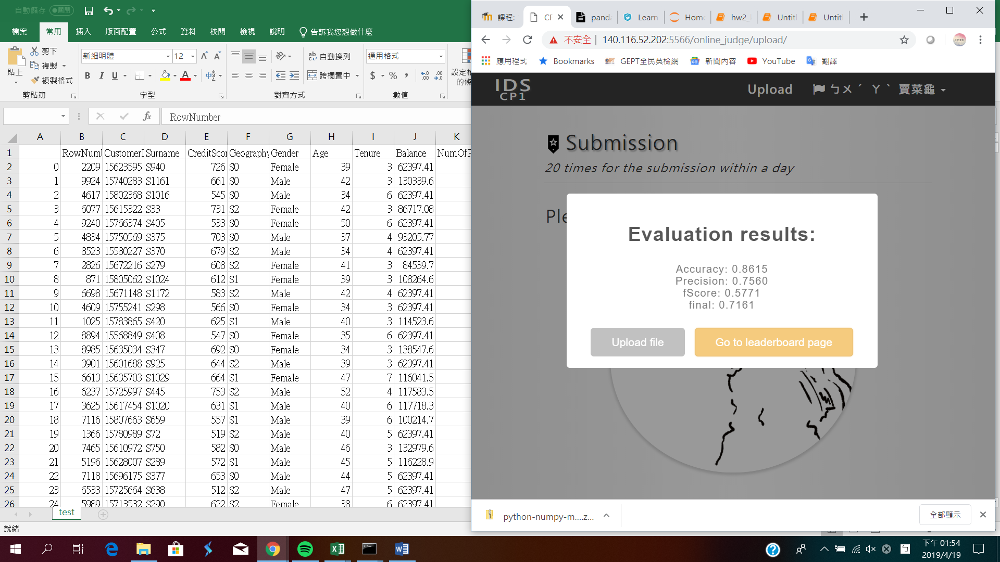 自動儲存 關閉
檔案 常用 插入 版面配置 公式 資料 校閱 檢視 說明 告訴我您想做什麼
貼上 剪下 複製 複製格式 剪貼簿
新細明體 12 A A B I U A 字型
ab 自動換列 跨欄置中 對齊方式
通用格式 $ % 數值
fx RowNumber
A B C D E F G H I J K
1 RowNuml CustomerI Surname CreditScor Geography Gender Age Tenure Balance NumOfP
2 0 2209 15623595 S940 726 S0 Female 39 3 62397.41
3 1 9924 15740283 S1161 661 S0 Male 42 3 130339.6
4 2 4617 15802368 S1016 545 S0 Male 34 6 62397.41
5 3 6077 15615322 S33 731 S2 Female 42 3 86717.08
6 4 9240 15766374 S405 533 S0 Female 50 6 62397.41
7 5 4834 15750569 S375 703 S0 Male 37 4 93205.77
8 6 8523 15580227 S370 679 S2 Male 34 4 62397.41
9 7 2826 15672216 S279 608 S2 Female 41 3 84539.7
10 8 871 15805062 S1024 612 S1 Female 39 3 108264.6
11 9 6698 15671148 S1172 583 S2 Male 42 4 62397.41
12 10 4609 15755241 S298 566 S0 Female 34 3 62397.41
13 11 1025 15783865 S420 625 S1 Male 40 3 114523.6
14 12 8894 15568849 S408 547 S0 Female 35 6 62397.41
15 13 8985 15635034 S347 692 S0 Female 34 3 138547.6
16 14 3901 15601688 S925 644 S2 Male 39 3 62397.41
17 15 6613 15635703 S1029 664 S1 Female 47 7 116041.5
18 16 6237 15725997 S445 753 S2 Male 52 4 117583.5
19 17 3625 15617454 S1020 631 S1 Male 40 6 117718.3
20 18 7116 15807663 S659 557 S1 Male 39 6 100214.7
21 19 1366 15780989 S72 519 S2 Male 40 5 62397.41
22 20 7465 15610972 S750 582 S0 Male 46 3 132979.6
23 21 5196 15628007 S289 572 S1 Male 45 5 116228.9
24 22 7118 15696175 S377 653 S0 Male 44 5 62397.41
25 23 6533 15725664 S638 512 S2 Male 47 5 62397.41
26 24 5989 15713532 S290 622 S2 Female 38 6 62397.41
test
就緒
課程: CP panda Learn Home hw2_ Untitl Untitl
不安全 140.116.52.202:5566/online_judge/upload/
應用程式 Bookmarks GEPT全民英檢網 新聞內容 YouTube 翻譯
IDS
CP1
Upload ㄅㄨˊ ㄚˋ 賣菜龜
Submission
20 times for the submission within a day
Ple
Evaluation results:
Accuracy: 0.8615
Precision: 0.7560
fScore: 0.5771
final: 0.7161
Upload file Go to leaderboard page
python-numpy-m....z... 全部顯示
下午 01:54
2019/4/19